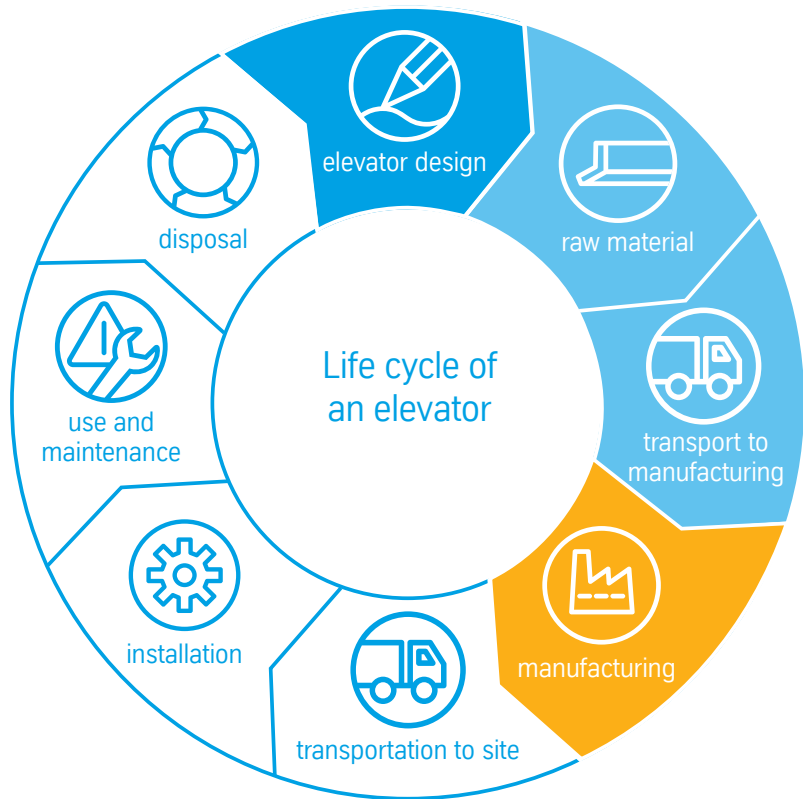 Life cycle of
an elevator
elevator design
raw material
transport to
manufacturing
manufacturing
transportation to site
installation
use and
maintenance
disposal